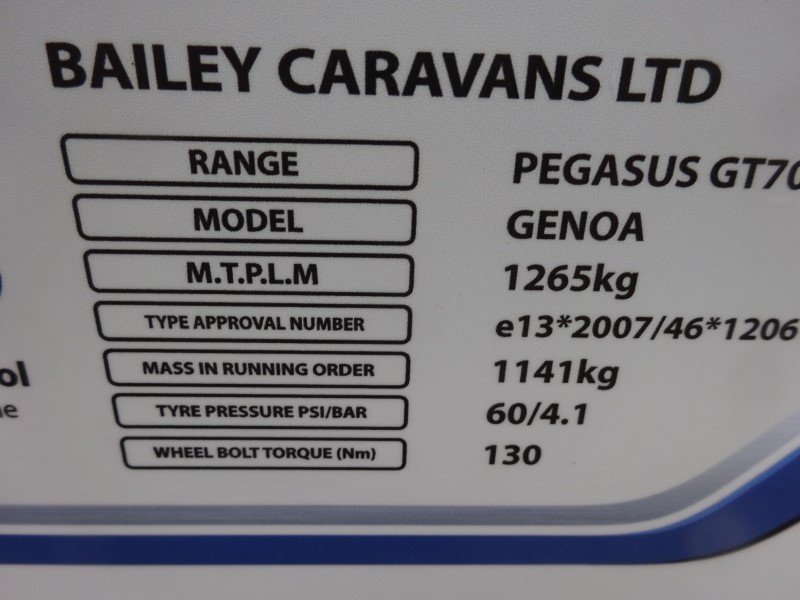 BAILEY CARAVANS LTD
RANGE PEGASUS GT70
MODEL GENOA
M.T.P.L.M 1265kg
TYPE APPROVAL NUMBER e13*2007/46*1206
MASS IN RUNNING ORDER 1141kg
TYRE PRESSURE PSI/BAR 60/4.1
WHEEL BOLT TORQUE (Nm) 130